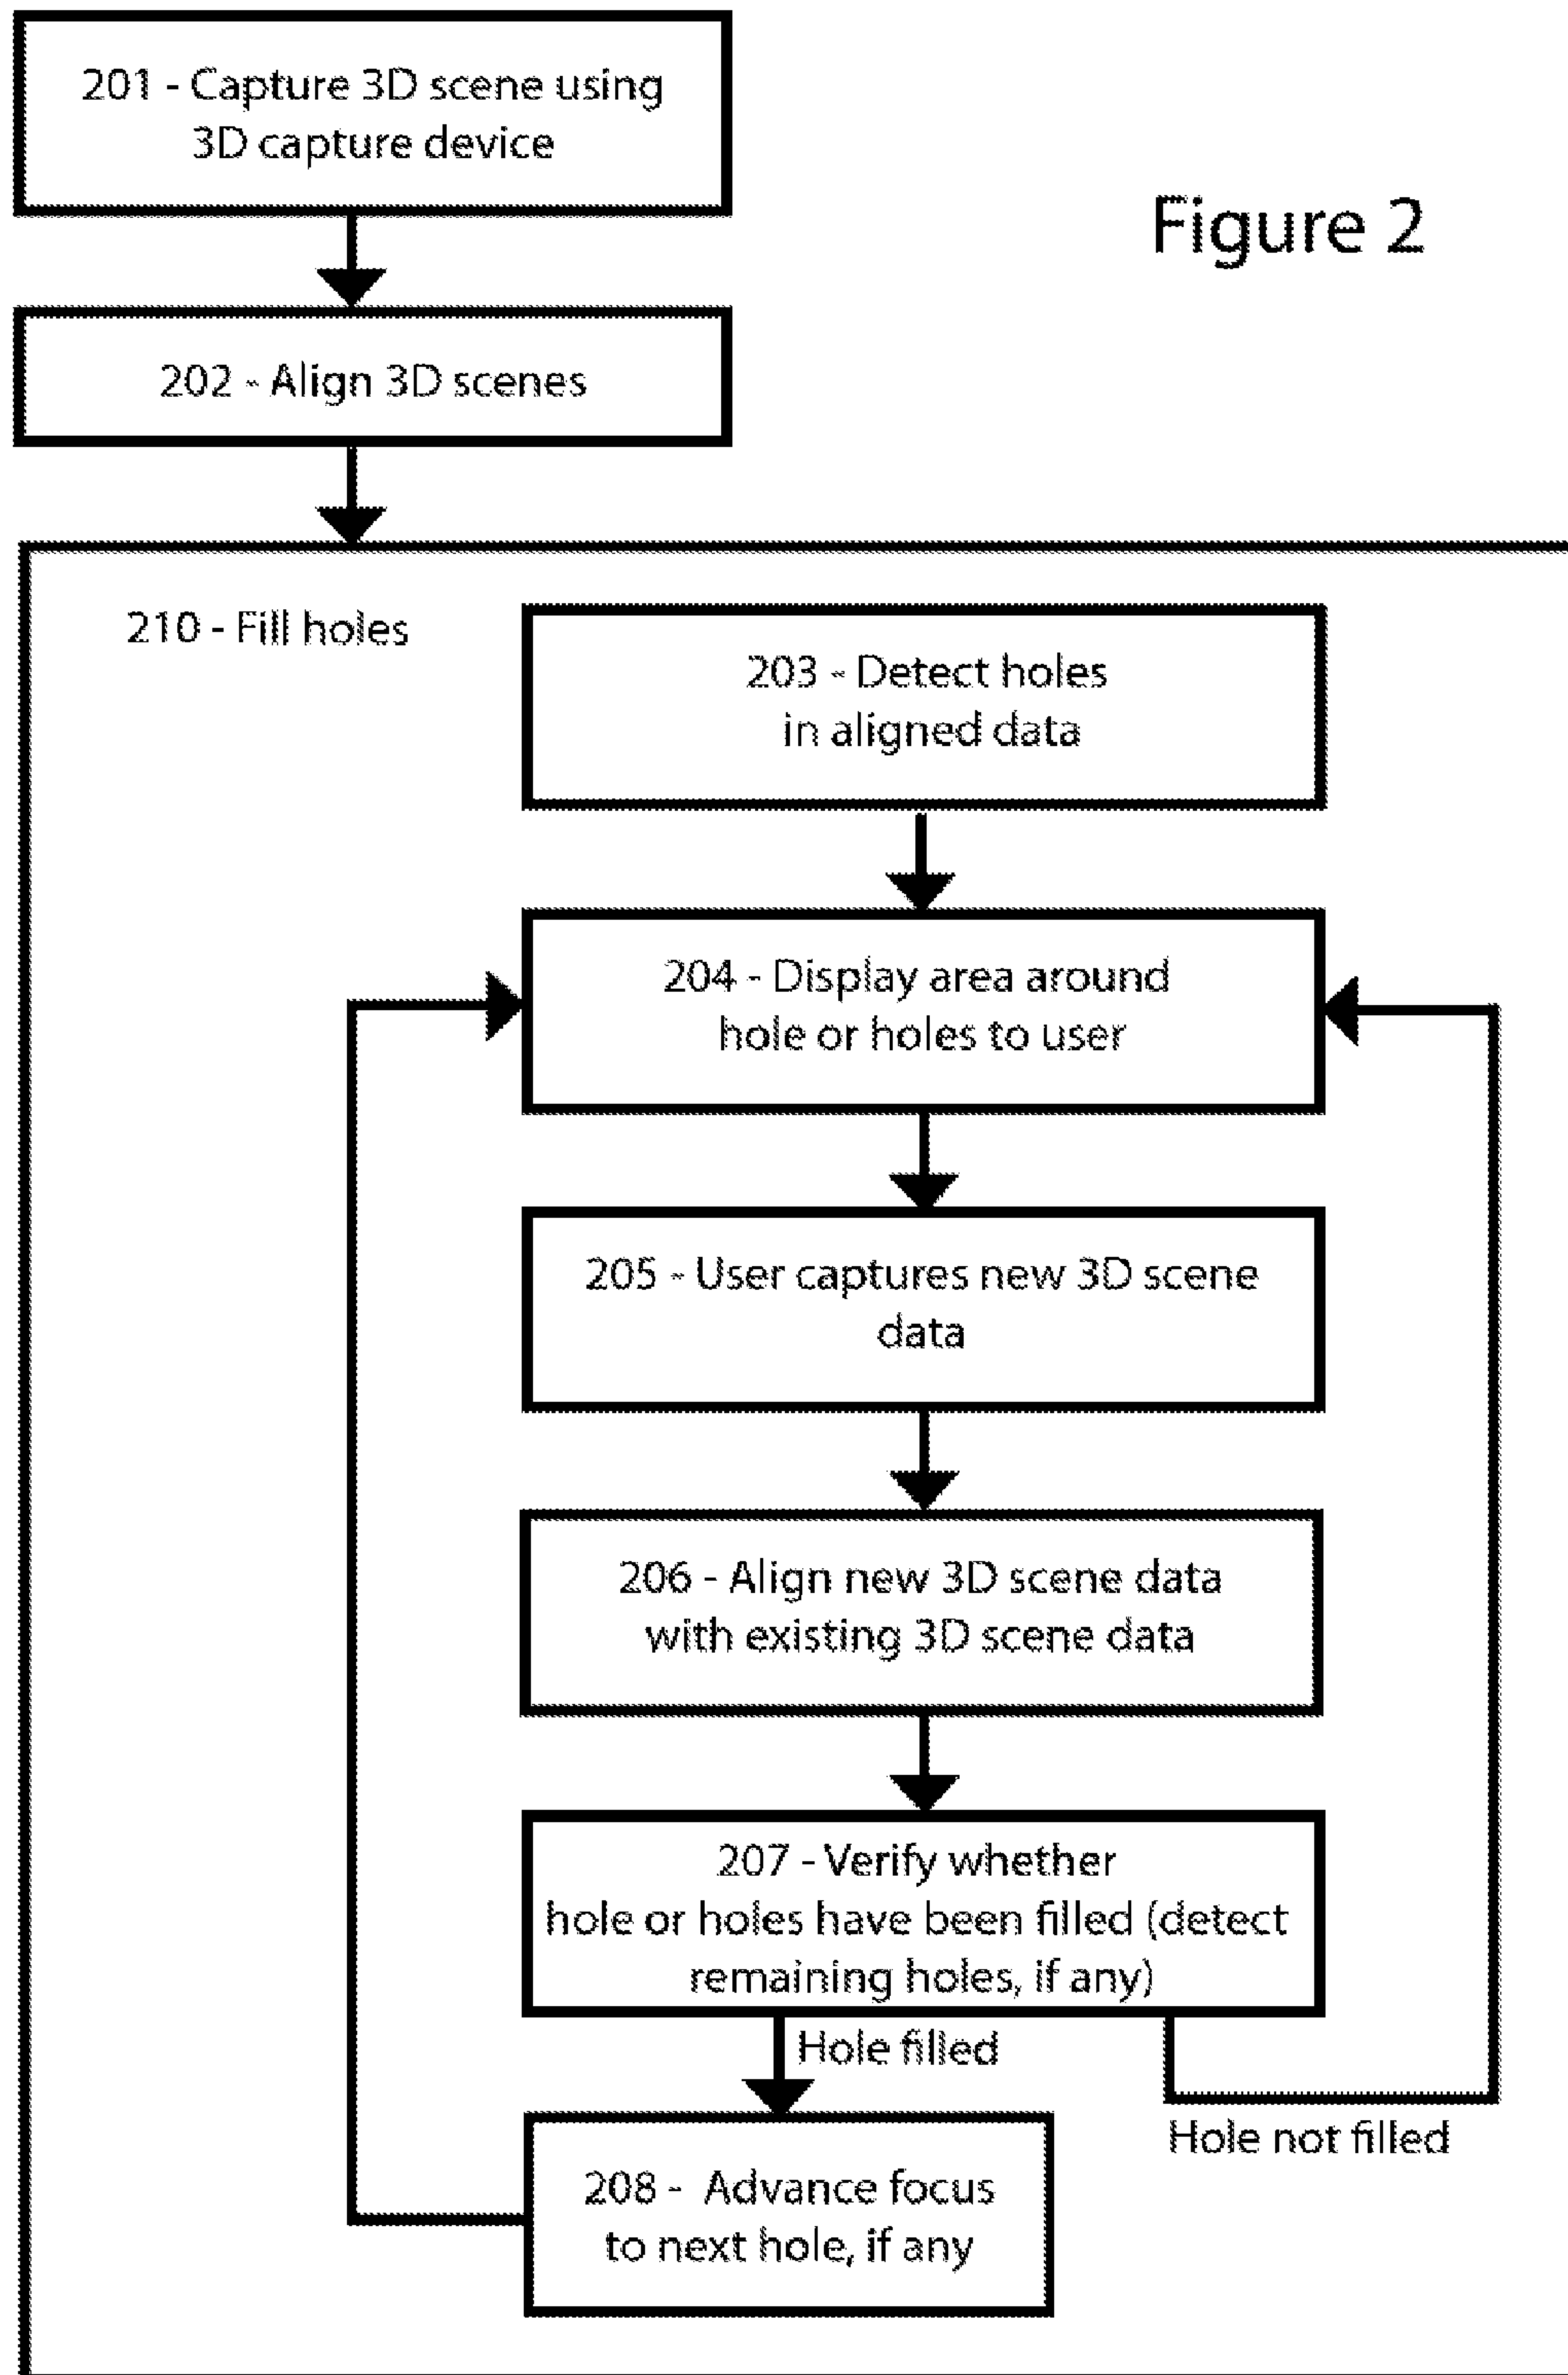 201 - Capture 3D scene using
3D capture device
Figure 2
202 - Align 3D scenes
210 - Fill holes
203 - Detect holes
in aligned data
204 - Display area around
hole or holes to user
205 - User captures new 3D scene
data
206 - Align new 3D scene data
with existing 3D scene data
207 - Verify whether
hole or holes have been filled (detect
remaining holes, if any)
Hole filled
Hole not filled
208 - Advance focus
to next hole, if any